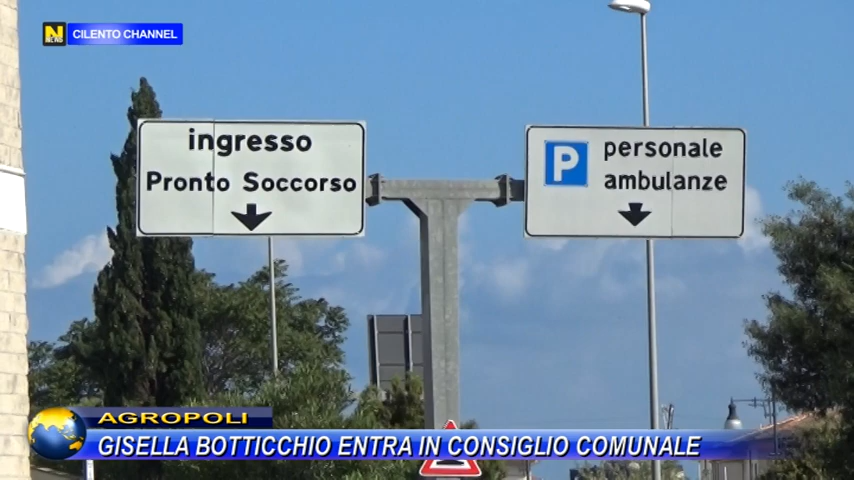 CILENTO CHANNEL
ingresso
Pronto Soccorso
P
personale
ambulanze
AGROPOLI
GISELLA BOTTICCHIO ENTRA IN CONSIGLIO COMUNALE